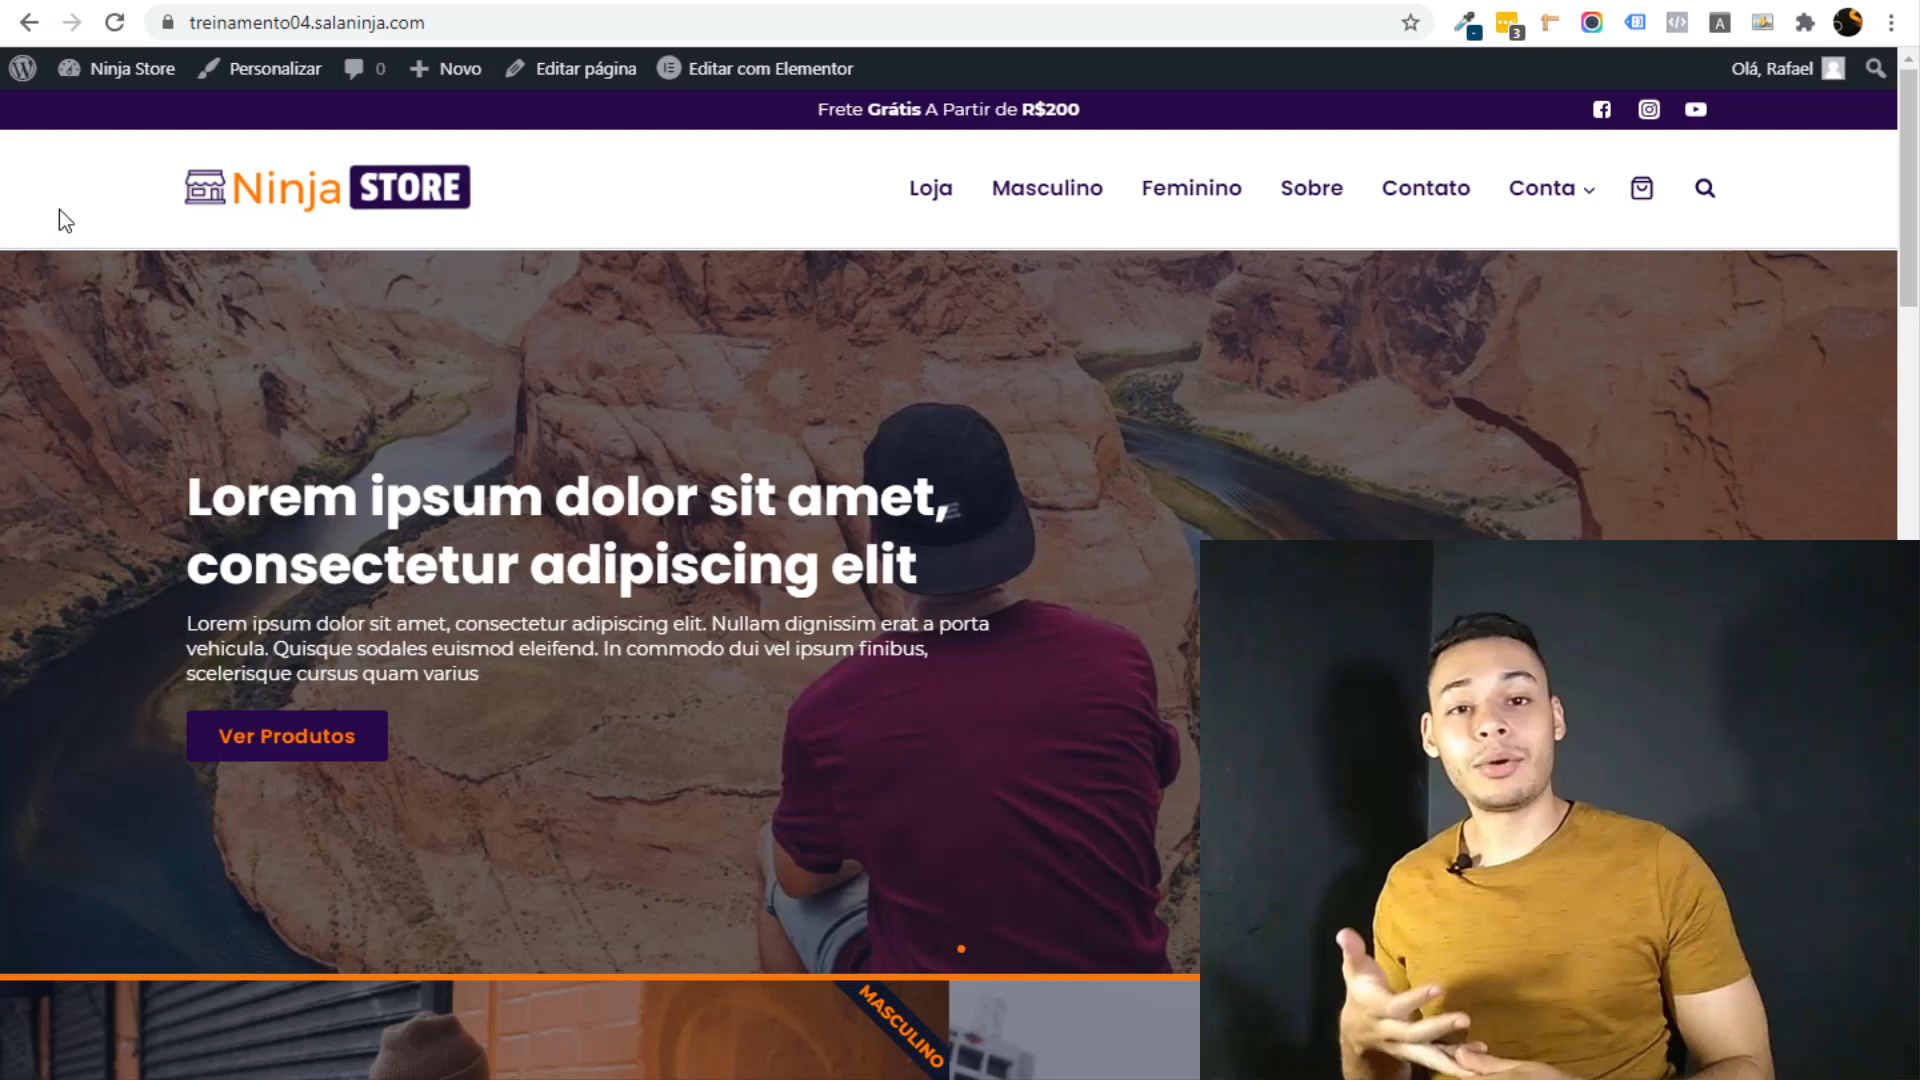 treinamento04.salaninja.com
3
A
Ninja Store
Personalizar
0
Novo
Editar página
Editar com Elementor
Olá, Rafael
Frete Grátis A Partir de R$200
Ninja STORE
Loja
Masculino
Feminino
Sobre
Contato
Conta
Lorem ipsum dolor sit amet,
consectetur adipiscing elit
Lorem ipsum dolor sit amet, consectetur adipiscing elit. Nullam dignissim erat a porta
vehicula. Quisque sodales euismod eleifend. In commodo dui vel ipsum finibus,
scelerisque cursus quam varius
Ver Produtos
MASCULINO